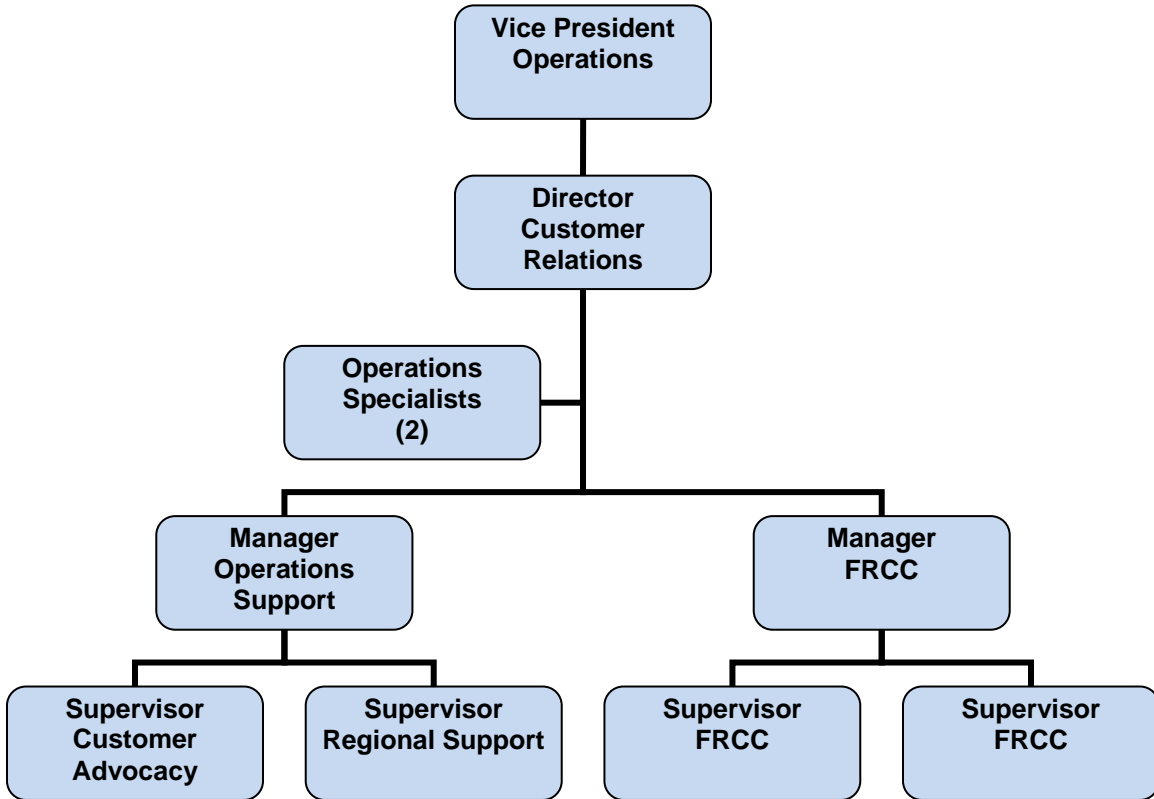 Vice President
Operations
Director
Customer
Relations
Operations
Specialists
(2)
Manager
Operations
Support
Manager
FRCC
Supervisor
Customer
Advocacy
Supervisor
Regional Support
Supervisor
FRCC
Supervisor
FRCC